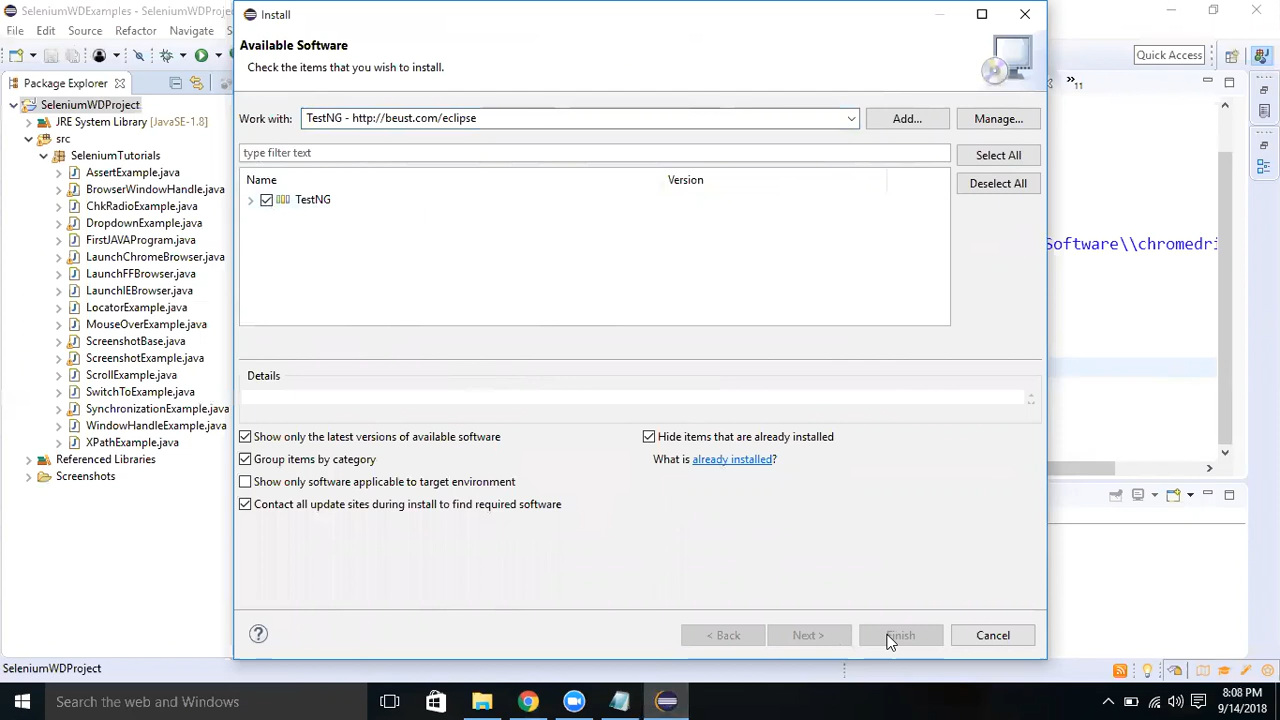 SeleniumWDExamples - SeleniumWDProje
Install
File Edit Source Refactor Navigate
Available Software
Check the items that you wish to install.
Quick Access
Package Explorer
11
SeleniumWDProject
JRE System Library [JavaSE-1.8]
src
SeleniumTutorials
AssertExample.java
BrowserWindowHandle.java
ChkRadioExample.java
DropdownExample.java
FirstJAVAProgram.java
LaunchChromeBrowser.java
LaunchFFBrowser.java
LaunchIEBrowser.java
LocatorExample.java
MouseOverExample.java
ScreenshotBase.java
ScreenshotExample.java
ScrollExample.java
SwitchToExample.java
SynchronizationExample.java
WindowHandleExample.java
XPathExample.java
Referenced Libraries
Screenshots
Work with: TestNG - http://beust.com/eclipse Add... Manage...
type filter text Select All
Name Version Deselect All
TestNG
Software\\chromedri
Details
Show only the latest versions of available software Hide items that are already installed
Group items by category What is already installed?
Show only software applicable to target environment
Contact all update sites during install to find required software
? < Back Next > Finish Cancel
SeleniumWDProject
Search the web and Windows
8:08 PM
9/14/2018